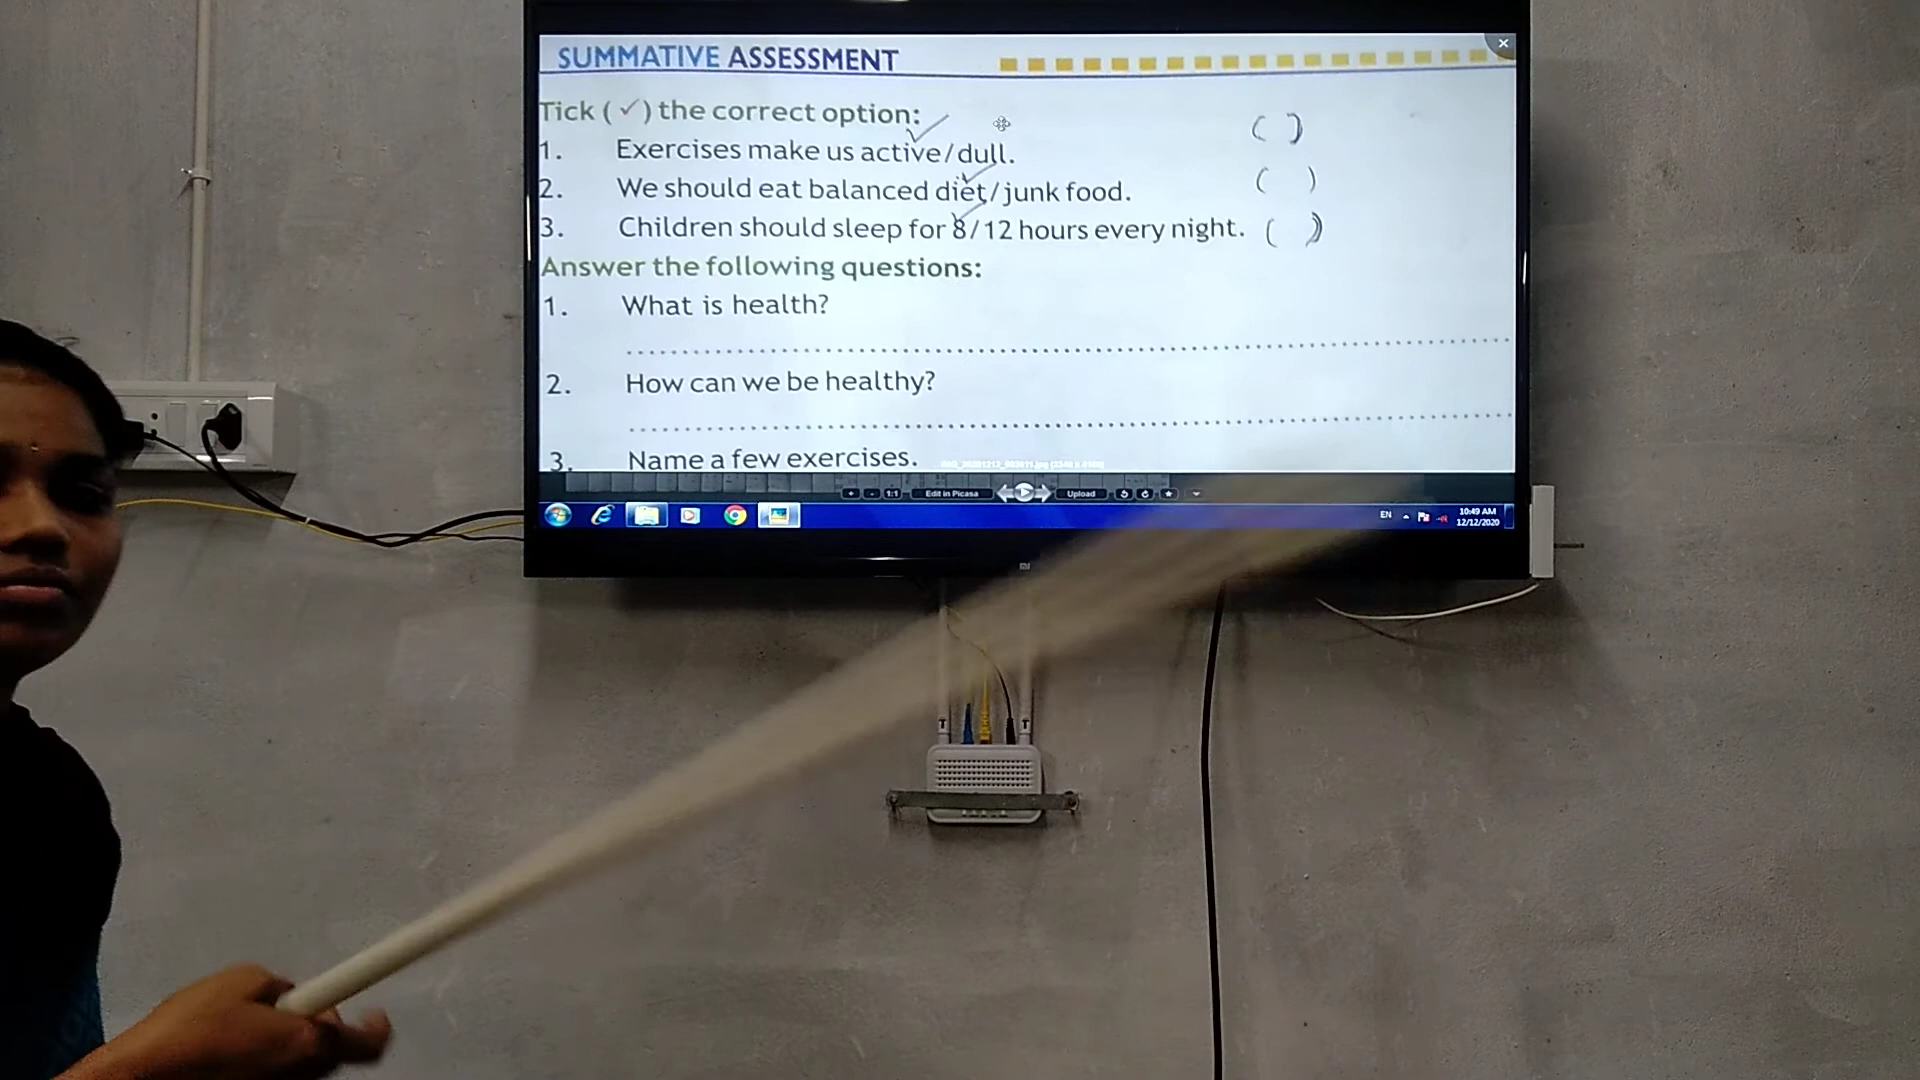 SUMMATIVE ASSESSMENT
Tick ( ✓ ) the correct option:
1. Exercises make us active/dull. ( )
2. We should eat balanced diet/junk food. ( )
3. Children should sleep for 8/12 hours every night. ( )
Answer the following questions:
1. What is health?
2. How can we be healthy?
3. Name a few exercises.
1:1 Edit in Picasa Upload
EN 10:49 AM
12/12/2020
mi
T T